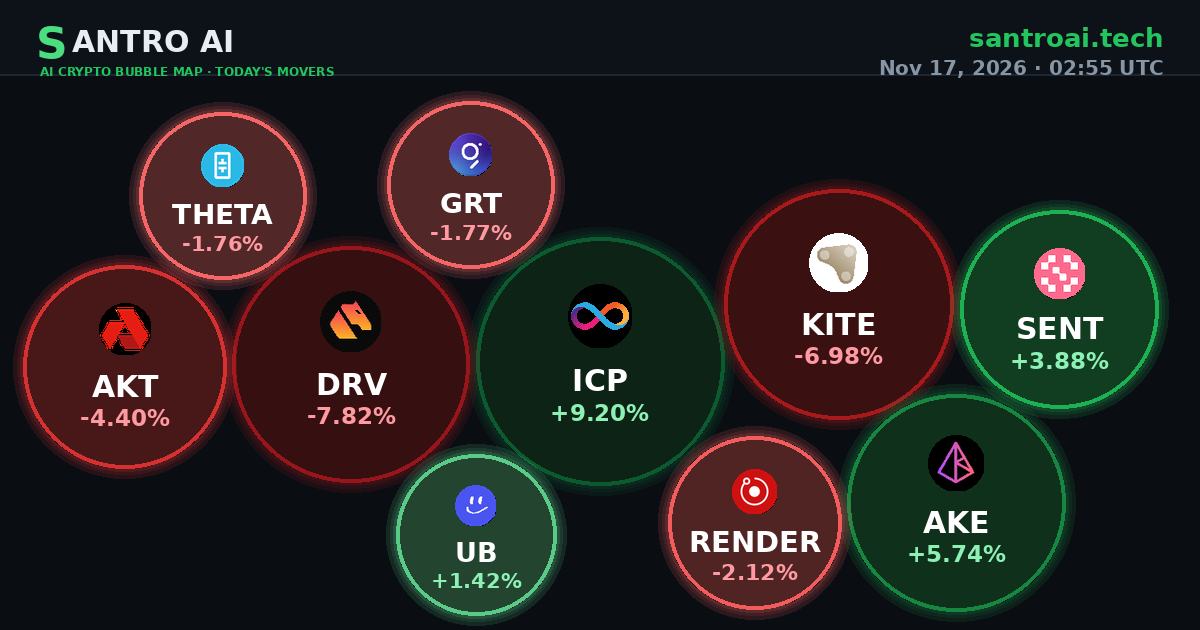 SANTRO AI
AI CRYPTO BUBBLE MAP · TODAY'S MOVERS
santroai.tech
Nov 17, 2026 · 02:55 UTC
THETA
-1.76%
GRT
-1.77%
KITE
-6.98%
SENT
+3.88%
AKT
-4.40%
DRV
-7.82%
ICP
+9.20%
UB
+1.42%
RENDER
-2.12%
AKE
+5.74%